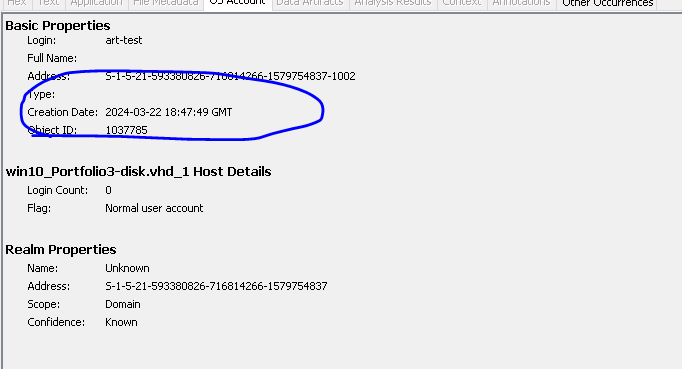 Hex Text Application File Metadata OS Account Data Artifacts Analysis Results Context Annotations Other Occurrences
Basic Properties
Login: art-test
Full Name:
Address: S-1-5-21-593380826-716814266-1579754837-1002
Type:
Creation Date: 2024-03-22 18:47:49 GMT
Object ID: 1037785
win10_Portfolio3-disk.vhd_1 Host Details
Login Count: 0
Flag: Normal user account
Realm Properties
Name: Unknown
Address: S-1-5-21-593380826-716814266-1579754837
Scope: Domain
Confidence: Known